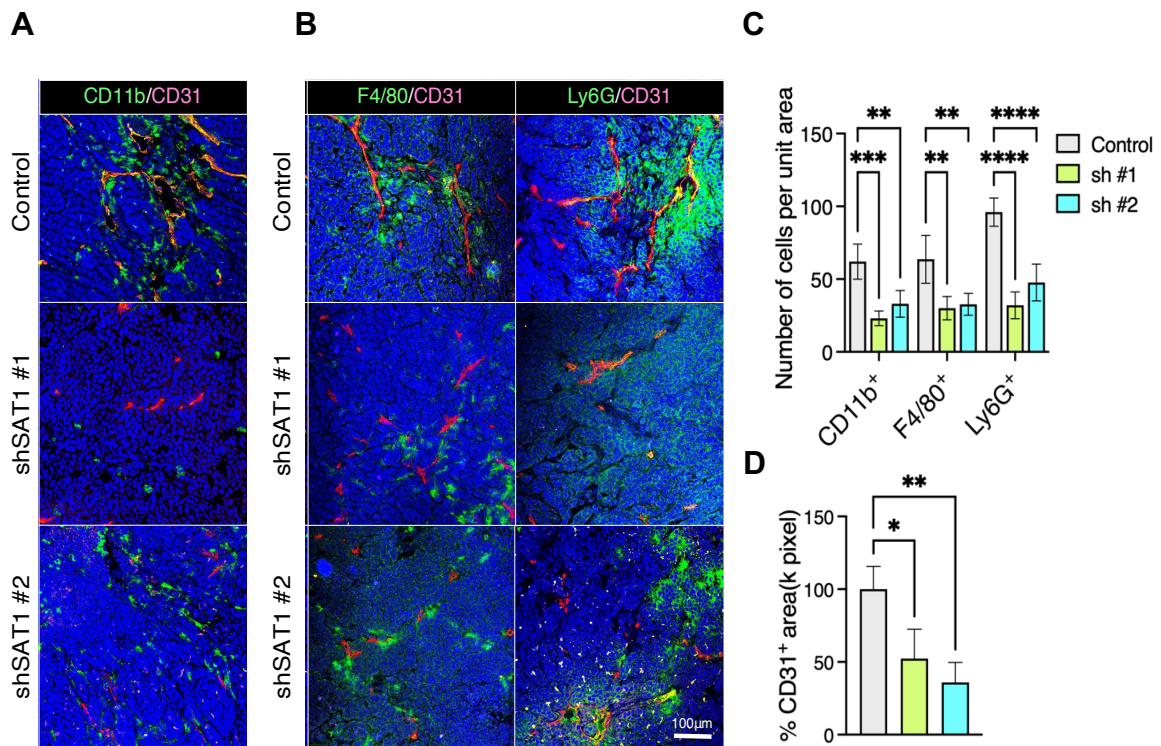 A
B
C
D
CD11b/CD31
F4/80/CD31
Ly6G/CD31
Control
shSAT1 #1
shSAT1 #2
Control
shSAT1 #1
shSAT1 #2
100μm
Number of cells per unit area
150
100
50
0
** ** ****
*** ** ****
CD11b⁺
F4/80⁺
Ly6G⁺
Control
sh #1
sh #2
% CD31⁺ area(k pixel)
150
100
50
0
**
*